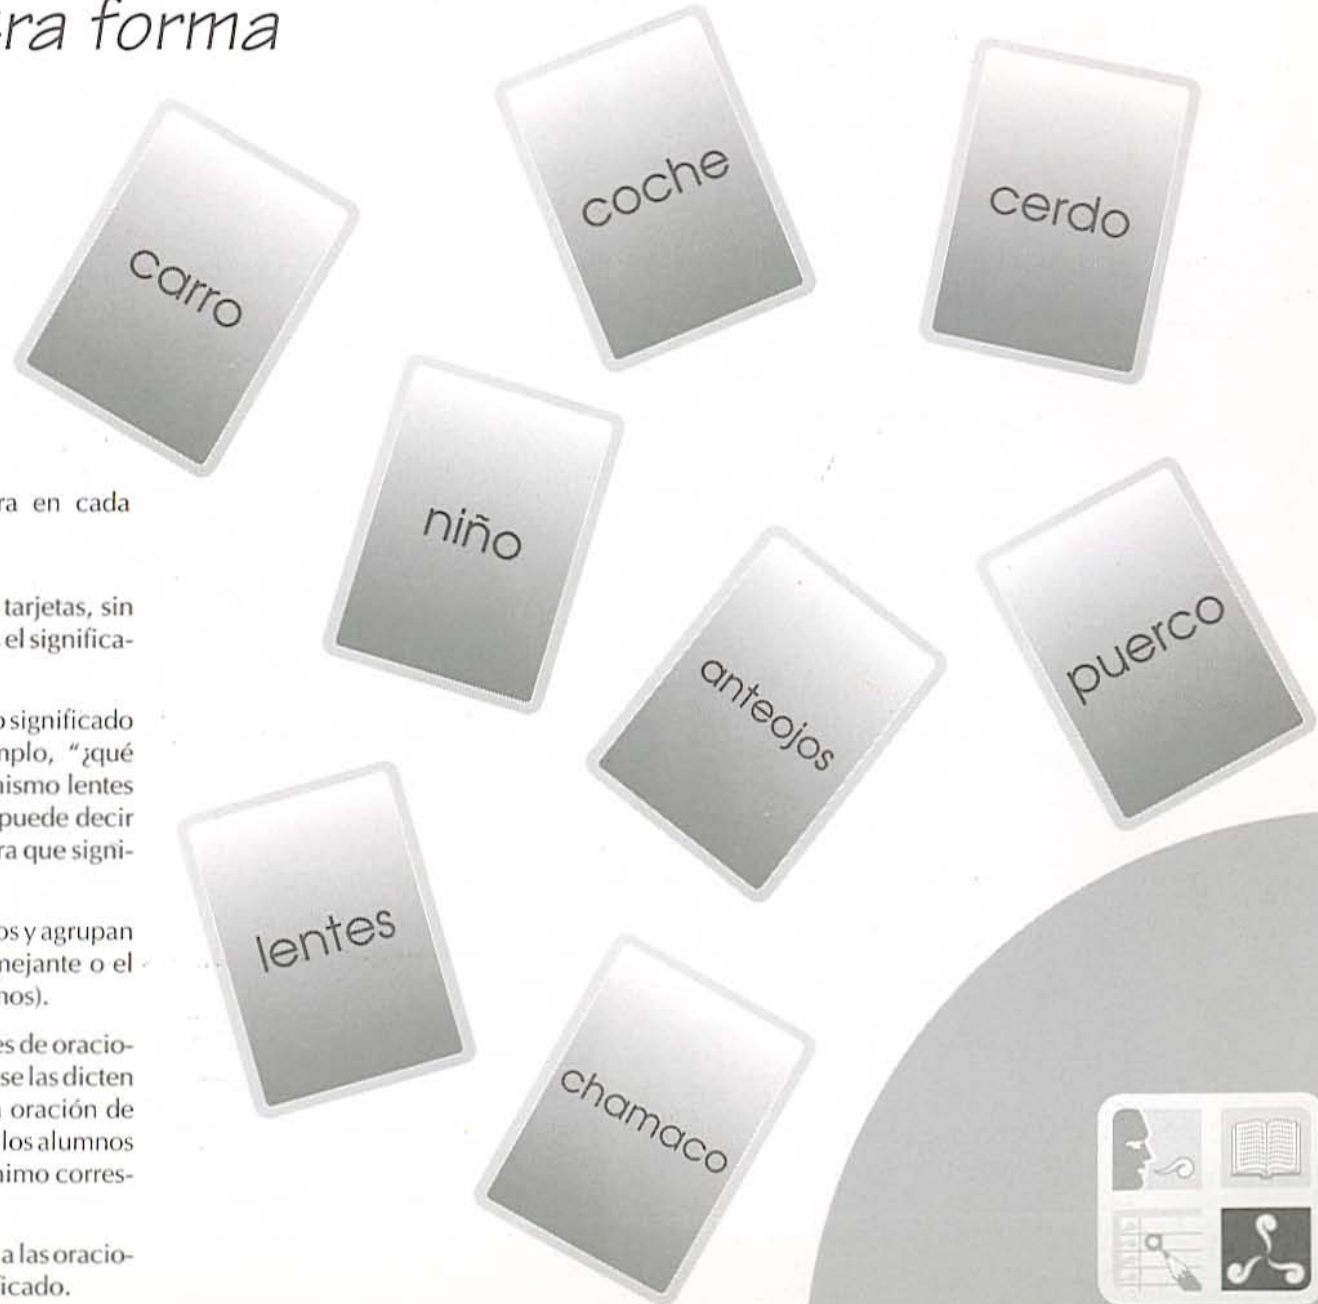 ra forma
carro
coche
cerdo
niño
anteojos
puerco
lentes
chamaco
ra en cada
tarjetas, sin
el significa-
o significado
nplo, "¿qué
nismo lentes
puede decir
ra que signi-
os y agrupan
nejante o el
nos).
es de oracio-
se las dicten
oración de
los alumnos
nimo corres-
a las oracio-
icado.